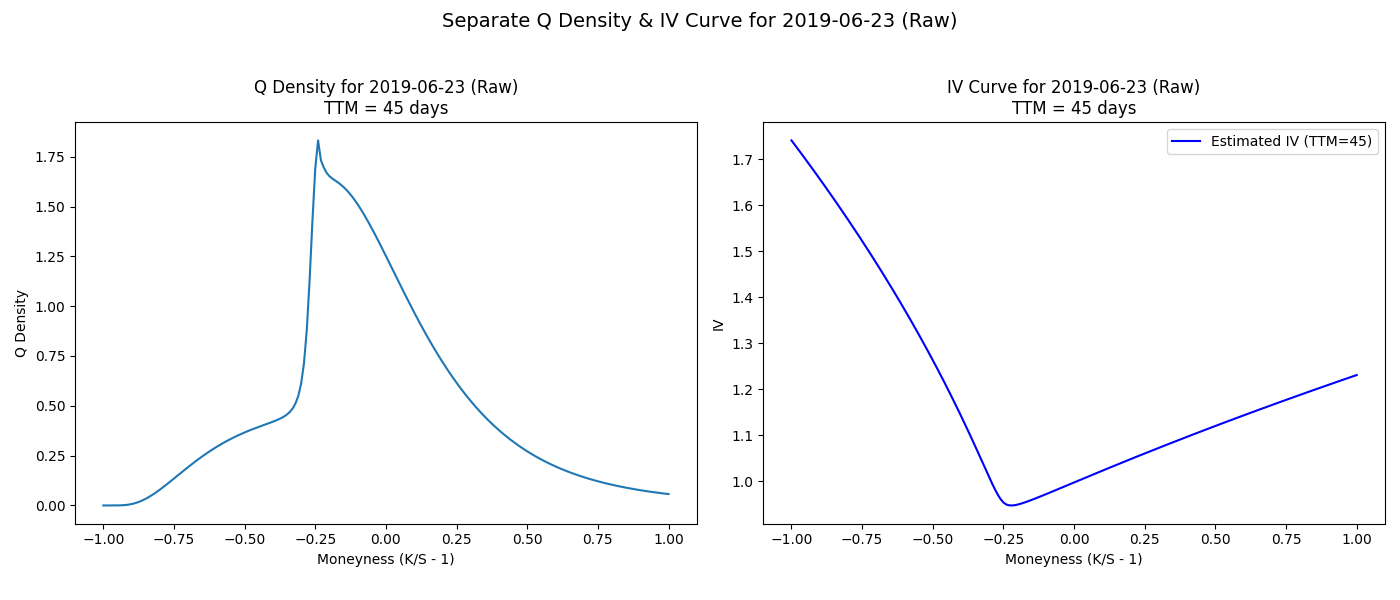 Separate Q Density & IV Curve for 2019-06-23 (Raw)
Q Density for 2019-06-23 (Raw)
TTM = 45 days
Q Density
1.75
1.50
1.25
1.00
0.75
0.50
0.25
0.00
−1.00 −0.75 −0.50 −0.25 0.00 0.25 0.50 0.75 1.00
Moneyness (K/S - 1)
IV Curve for 2019-06-23 (Raw)
TTM = 45 days
Estimated IV (TTM=45)
IV
1.7
1.6
1.5
1.4
1.3
1.2
1.1
1.0
−1.00 −0.75 −0.50 −0.25 0.00 0.25 0.50 0.75 1.00
Moneyness (K/S - 1)